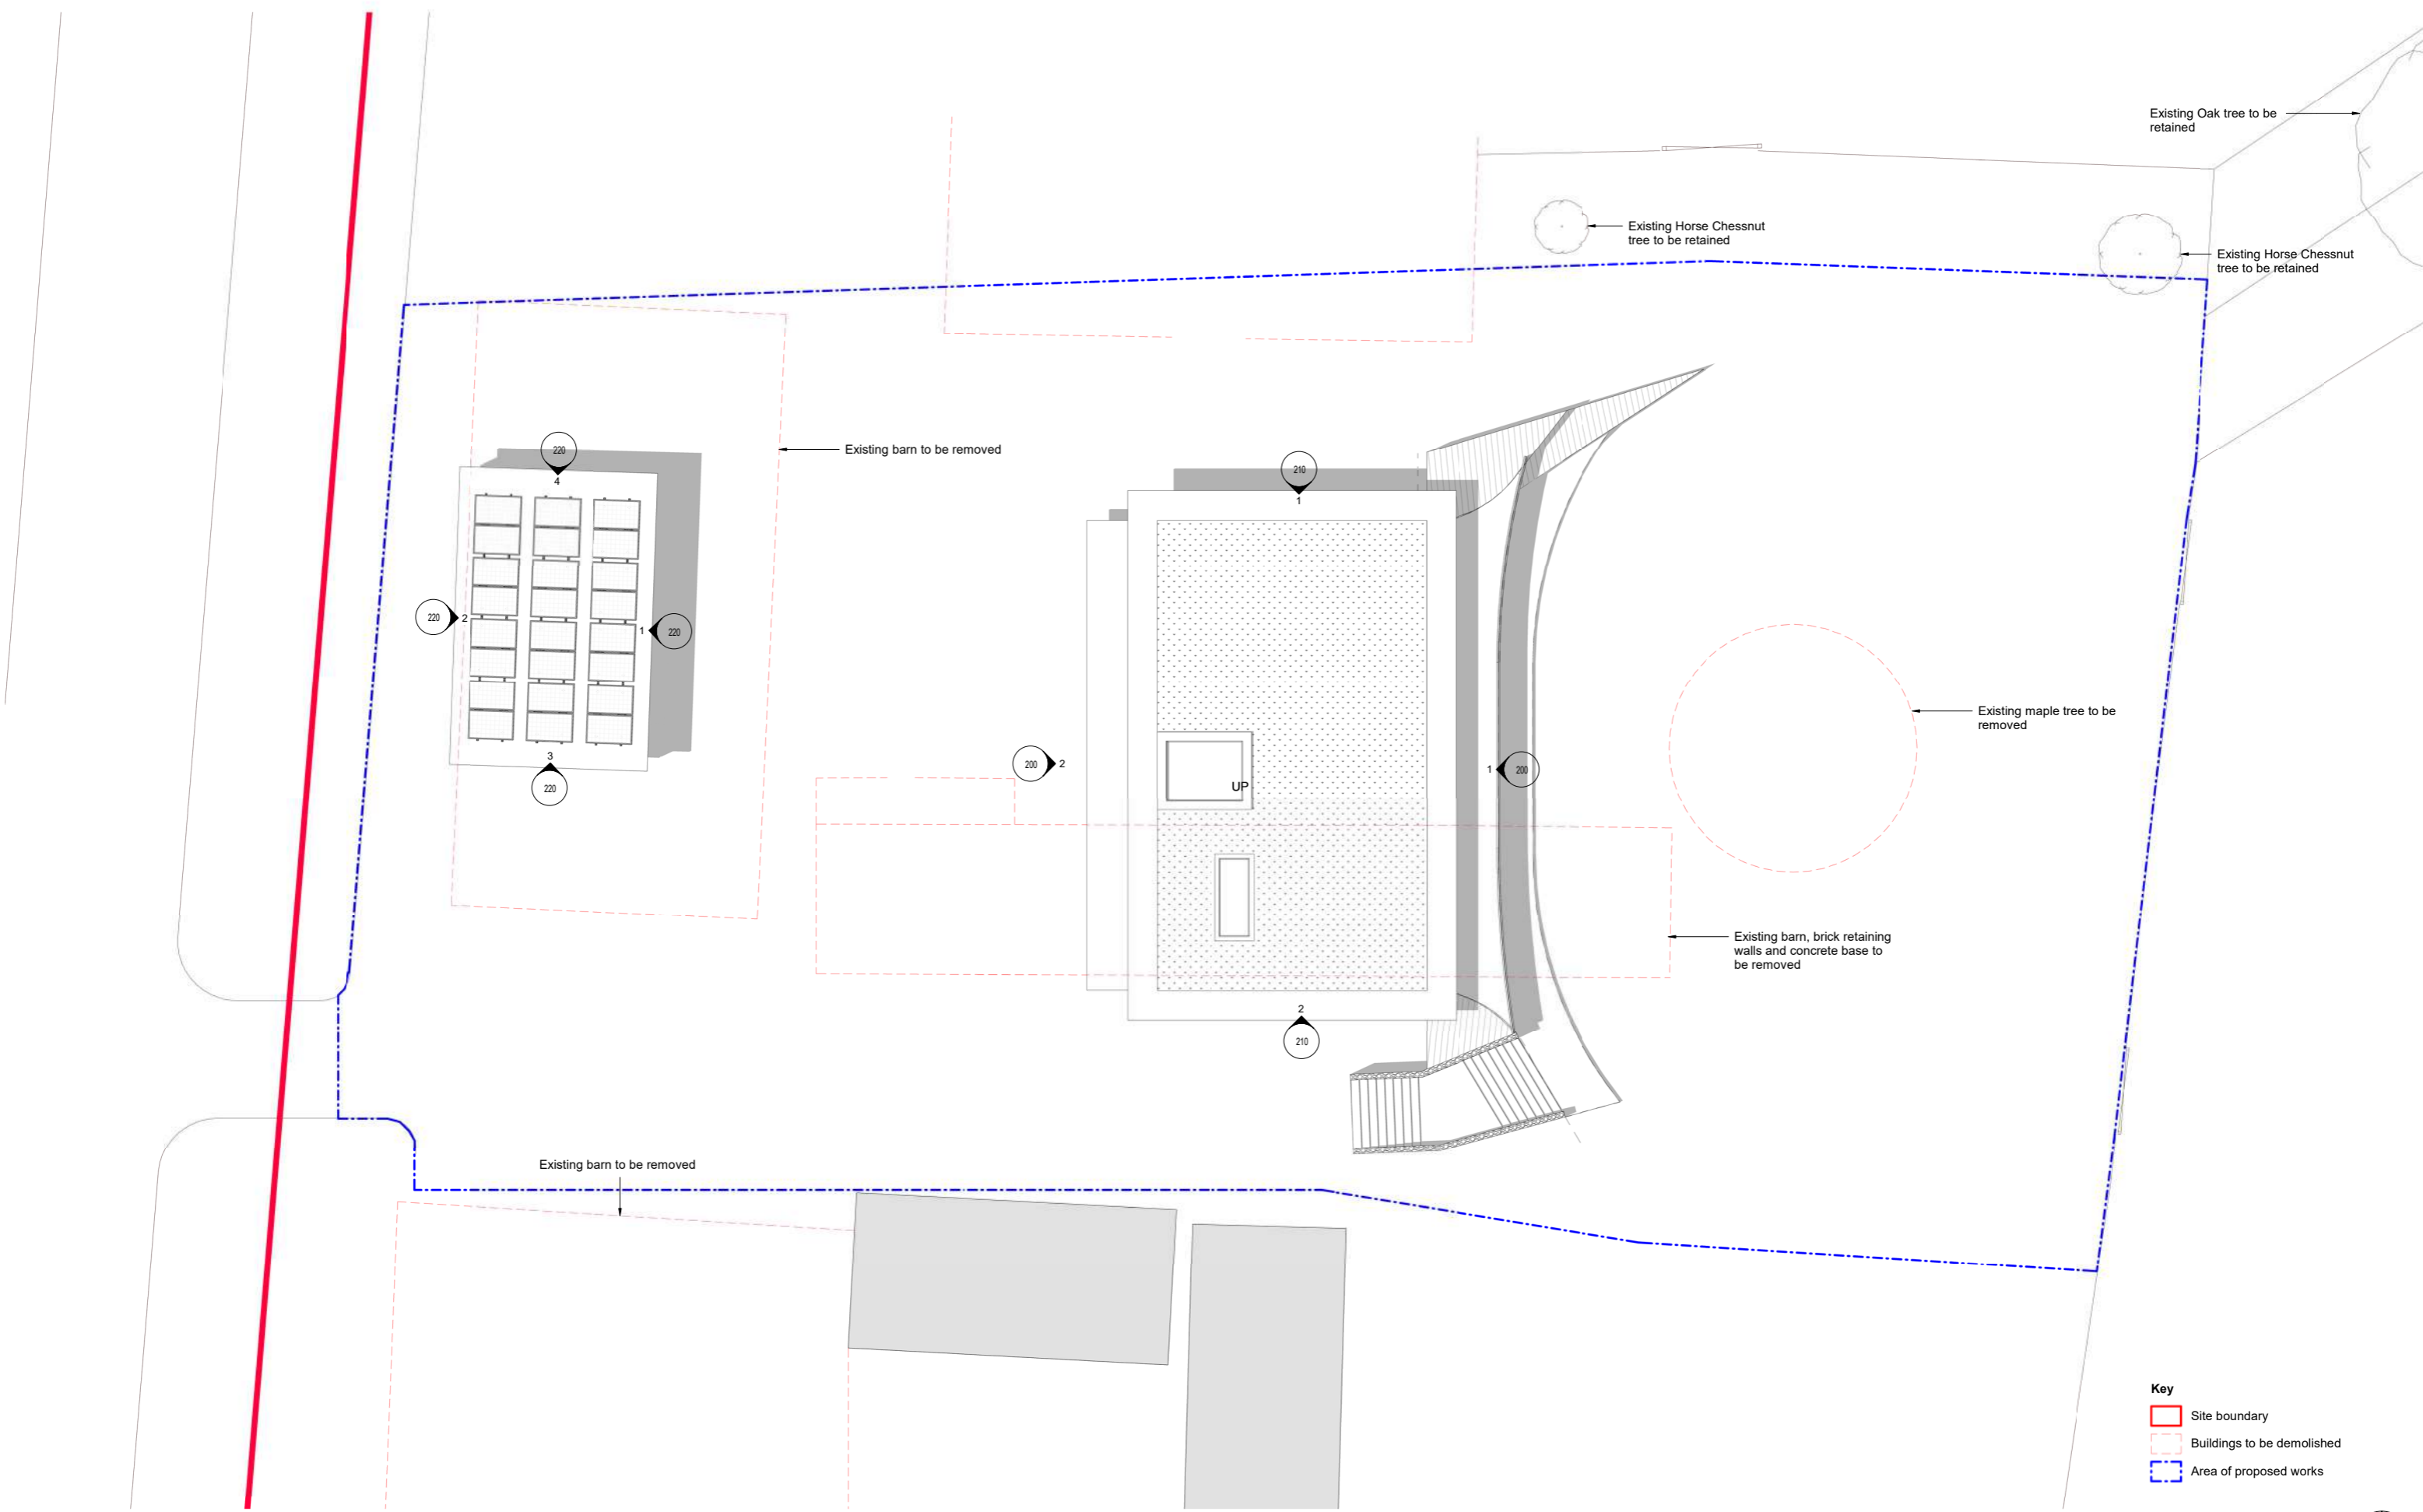 Existing Oak tree to be
retained
Existing Horse Chessnut
tree to be retained
Existing Horse Chessnut
tree to be retained
220
4
Existing barn to be removed
210
1
220
2
1
220
3
220
200
2
UP
1
200
Existing maple tree to be
removed
Existing barn, brick retaining
walls and concrete base to
be removed
2
210
Existing barn to be removed
Key
Site boundary
Buildings to be demolished
Area of proposed works